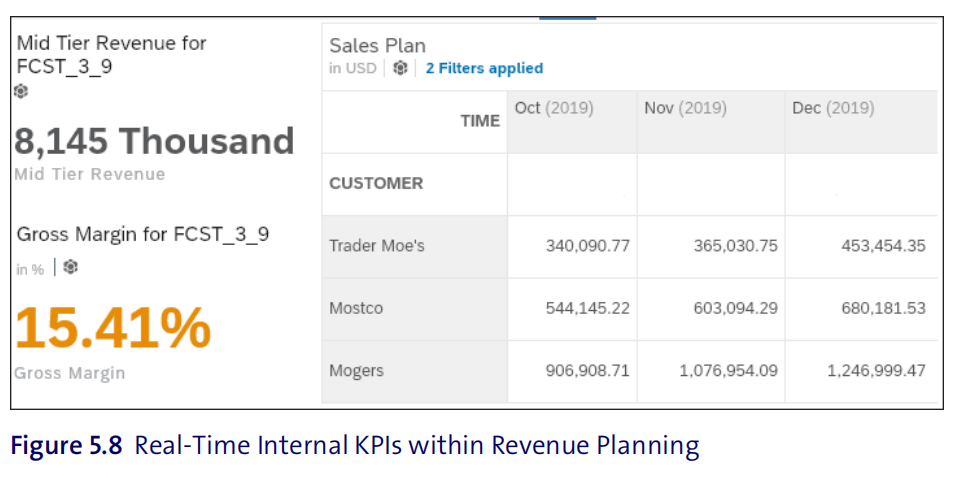 Mid Tier Revenue for
FCST_3_9
8,145 Thousand
Mid Tier Revenue
Gross Margin for FCST_3_9
in %
15.41%
Gross Margin
Sales Plan
in USD 2 Filters applied
TIME Oct (2019) Nov (2019) Dec (2019)
CUSTOMER
Trader Moe's 340,090.77 365,030.75 453,454.35
Mostco 544,145.22 603,094.29 680,181.53
Mogers 906,908.71 1,076,954.09 1,246,999.47
Figure 5.8 Real-Time Internal KPIs within Revenue Planning